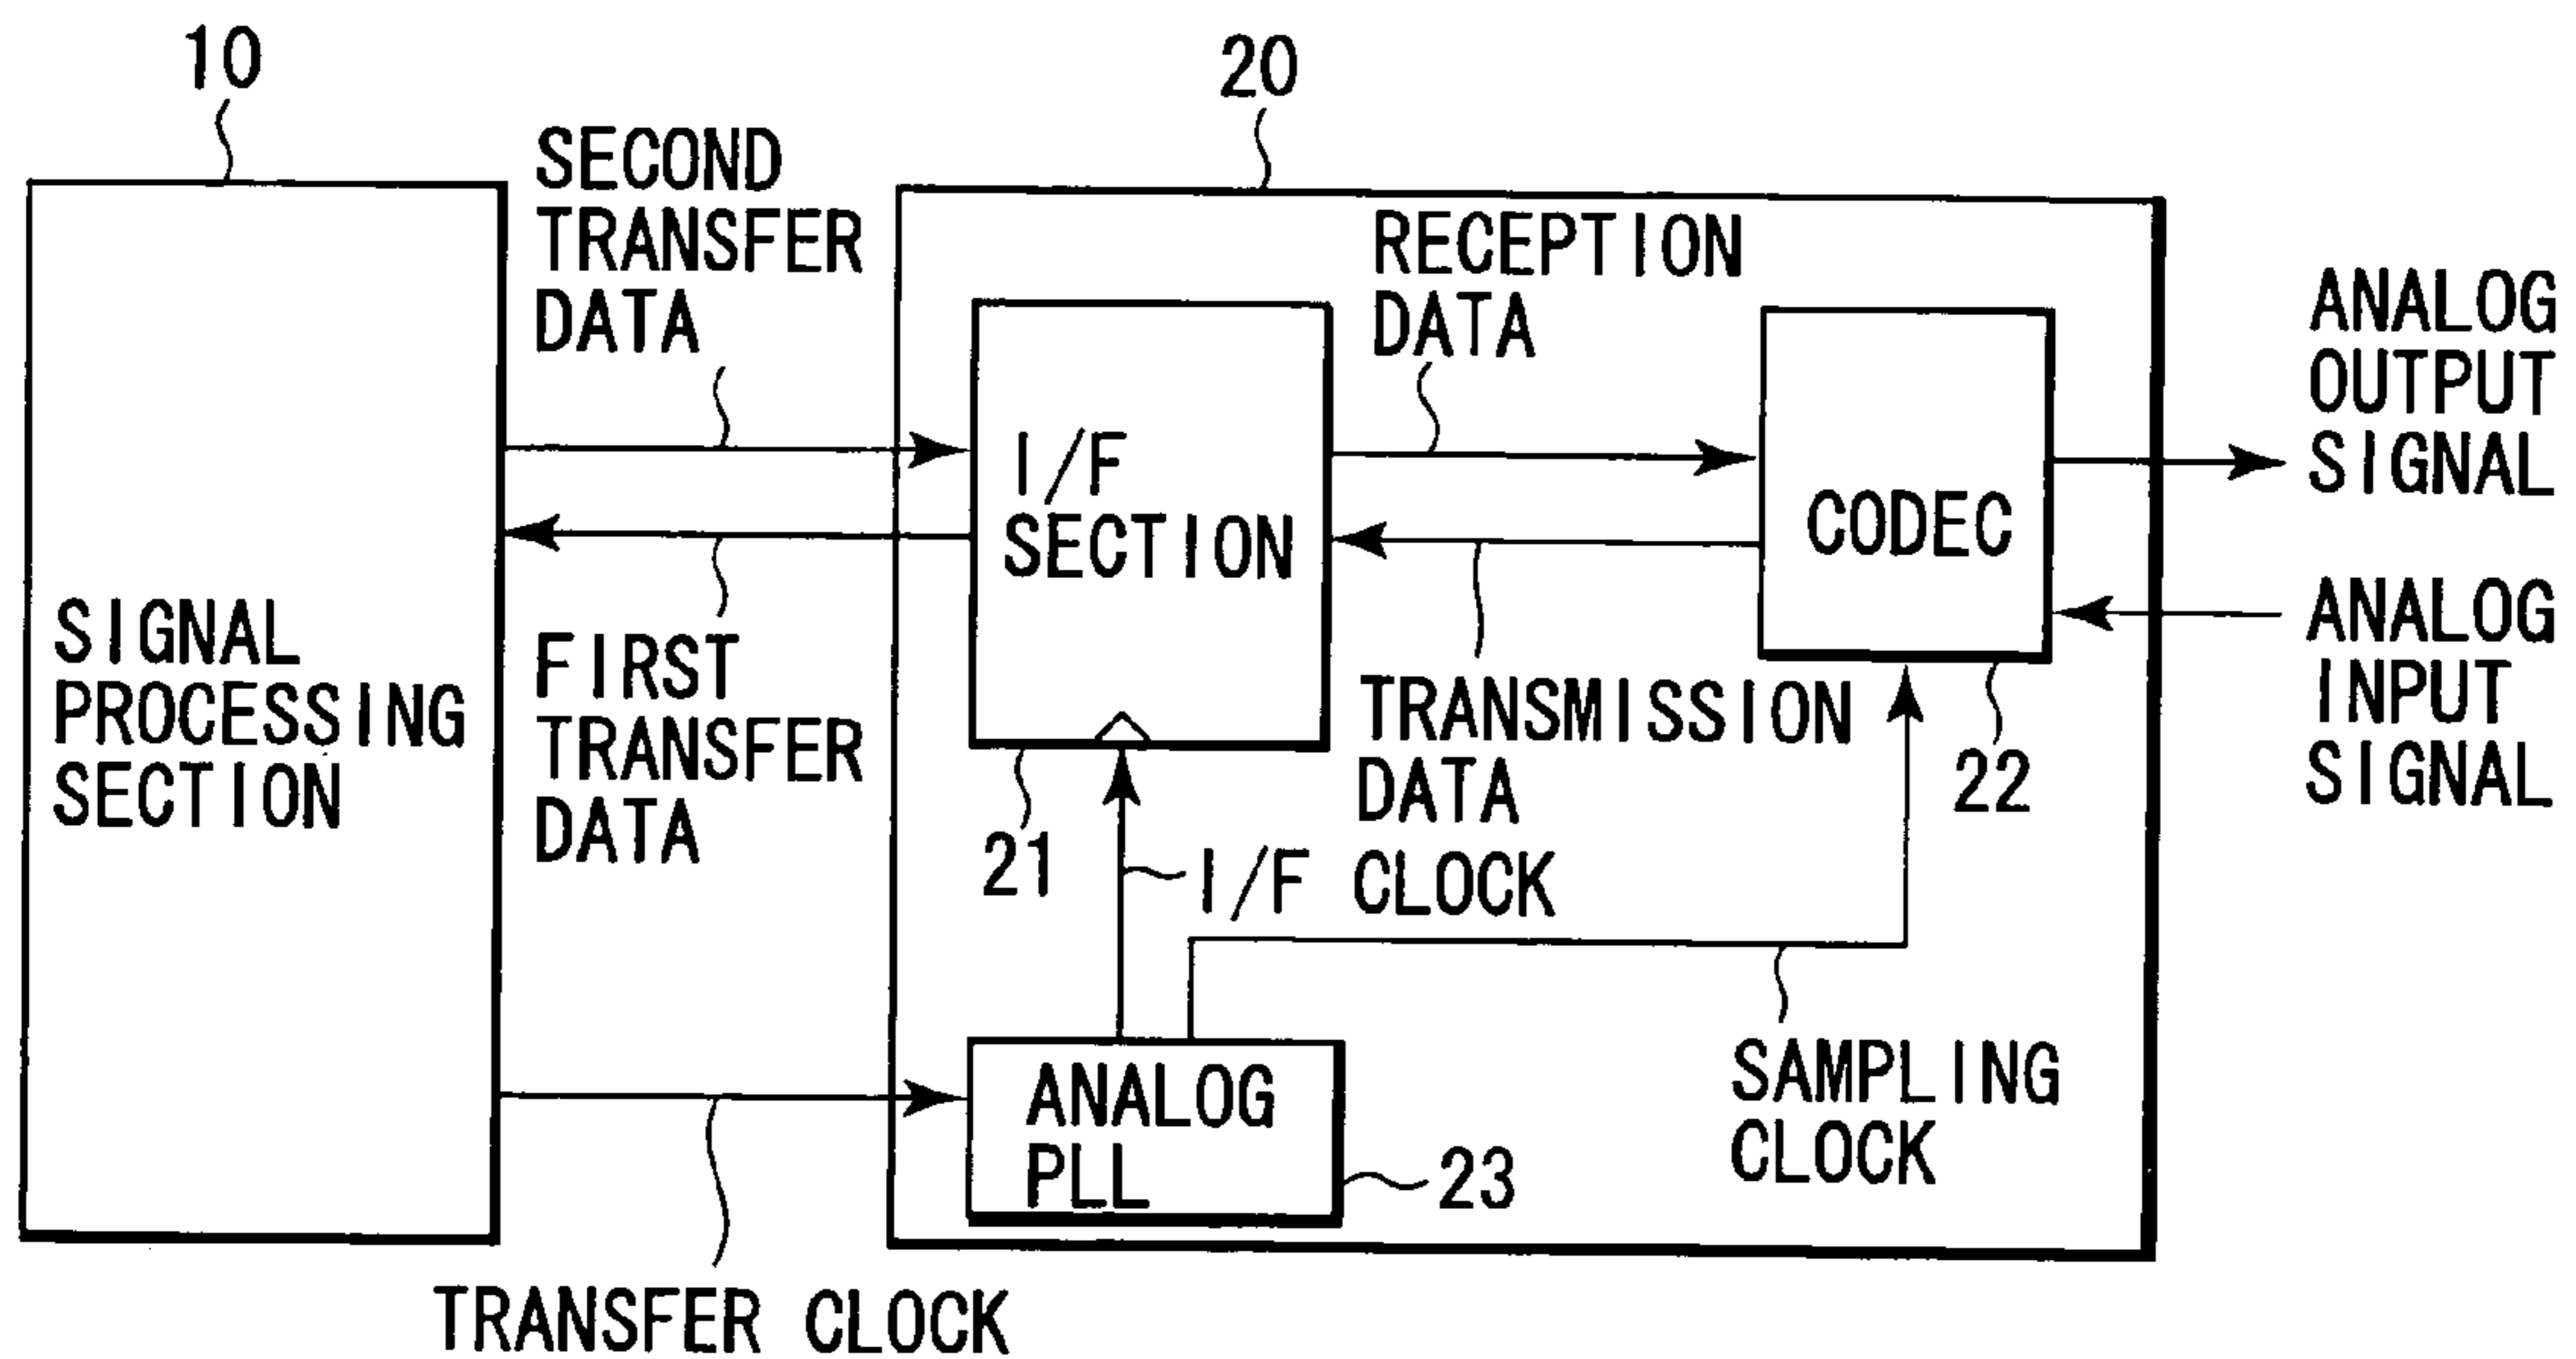 10
20
SECOND
TRANSFER
DATA
RECEPTION
DATA
ANALOG
OUTPUT
SIGNAL
I/F
SECTION
CODEC
SIGNAL
PROCESSING
SECTION
FIRST
TRANSFER
DATA
TRANSMISSION
DATA
ANALOG
INPUT
SIGNAL
21
22
I/F CLOCK
ANALOG
PLL
23
SAMPLING
CLOCK
TRANSFER CLOCK